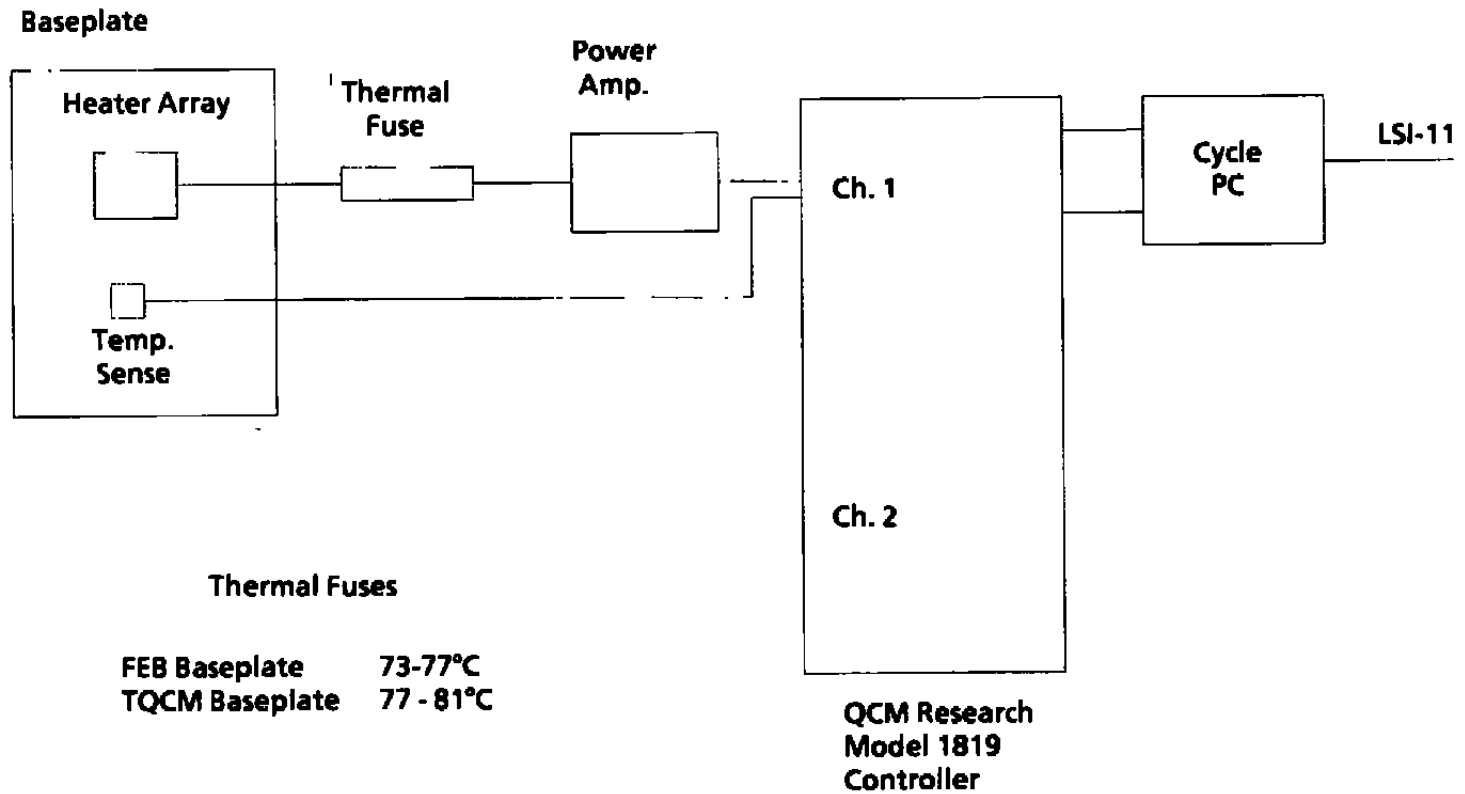 Baseplate
Heater Array
Thermal
Fuse
Power
Amp.
Ch. 1
Cycle
PC
LSI-11
Temp.
Sense
Ch. 2
Thermal Fuses
FEB Baseplate 73-77°C
TQCM Baseplate 77 - 81°C
QCM Research
Model 1819
Controller